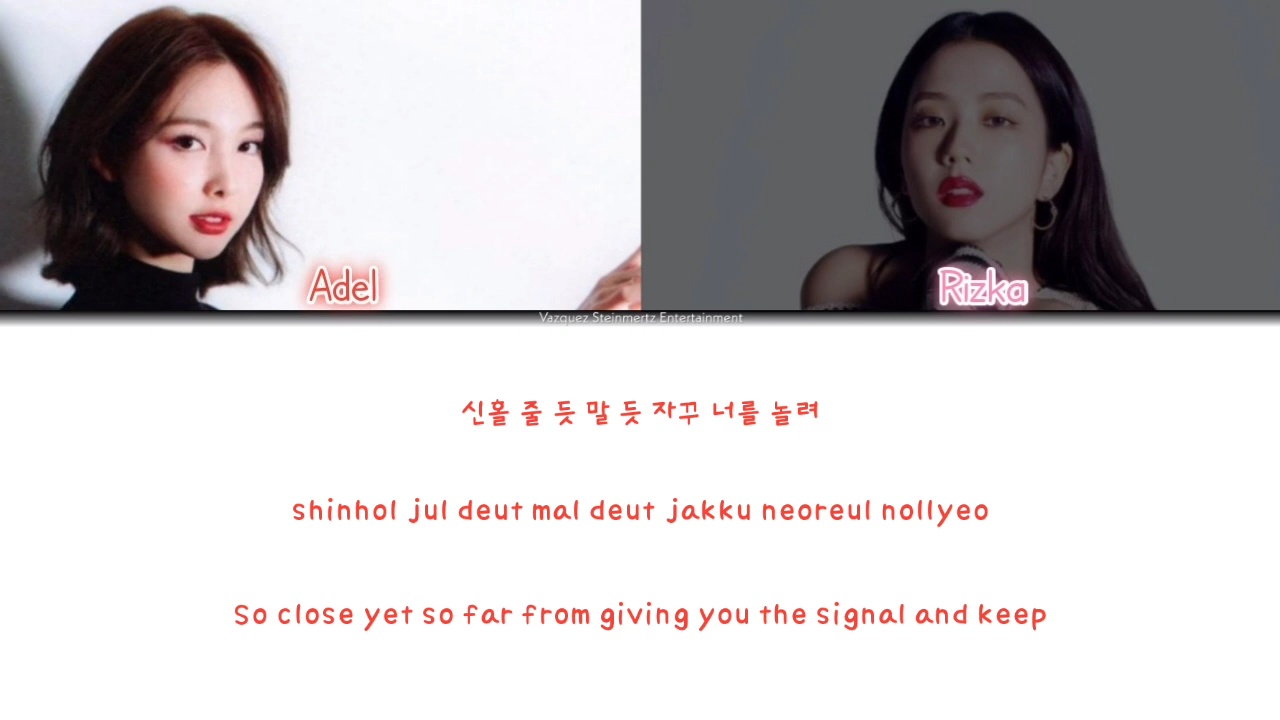 Adel
Rizka
Vazquez Steinmertz Entertainment
신홀 줄 듯 말 듯 자꾸 너를 놀려
shinhol jul deut mal deut jakku neoreul nollyeo
So close yet so far from giving you the signal and keep